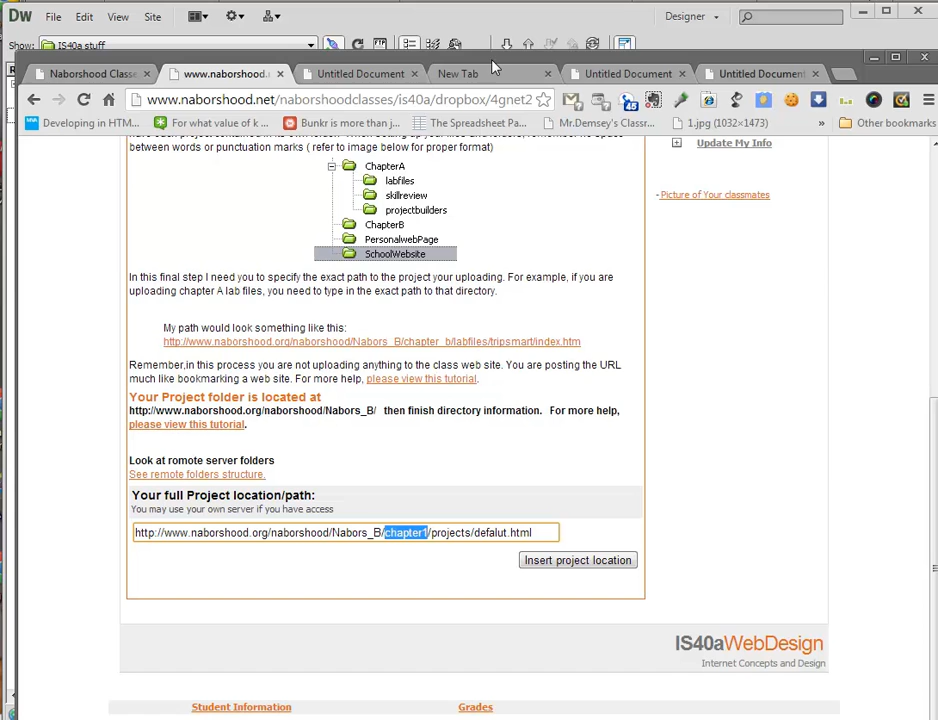 Dw File Edit View Site Designer
Show: IS40a stuff
Naborshood Classe × www.naborshood. × Untitled Document × New Tab × Untitled Document × Untitled Document ×
www.naborshood.net/naborshoodclasses/is40a/dropbox/4gnet2 45
Developing in HTM... For what value of k ... Bunkr is more than... The Spreadsheet Pa... Mr.Demsey's Classr... 1.jpg (1032×1473) » Other bookmarks
between words or punctuation marks ( refer to image below for proper format)
Update My Info
ChapterA
labfiles
skillreview
projectbuilders
ChapterB
PersonalwebPage
SchoolWebsite
- Picture of Your classmates
In this final step I need you to specify the exact path to the project your uploading. For example, if you are
uploading chapter A lab files, you need to type in the exact path to that directory.
My path would look something like this:
http://www.naborshood.org/naborshood/Nabors_B/chapter_b/labfiles/tripsmart/index.htm
Remember,in this process you are not uploading anything to the class web site. You are posting the URL
much like bookmarking a web site. For more help, please view this tutorial.
Your Project folder is located at
http://www.naborshood.org/naborshood/Nabors_B/ then finish directory information. For more help,
please view this tutorial.
Look at romote server folders
See remote folders structure.
Your full Project location/path:
You may use your own server if you have access
http://www.naborshood.org/naborshood/Nabors_B/chapter1/projects/defalut.html
Insert project location
IS40aWebDesign
Internet Concepts and Design
Student Information Grades